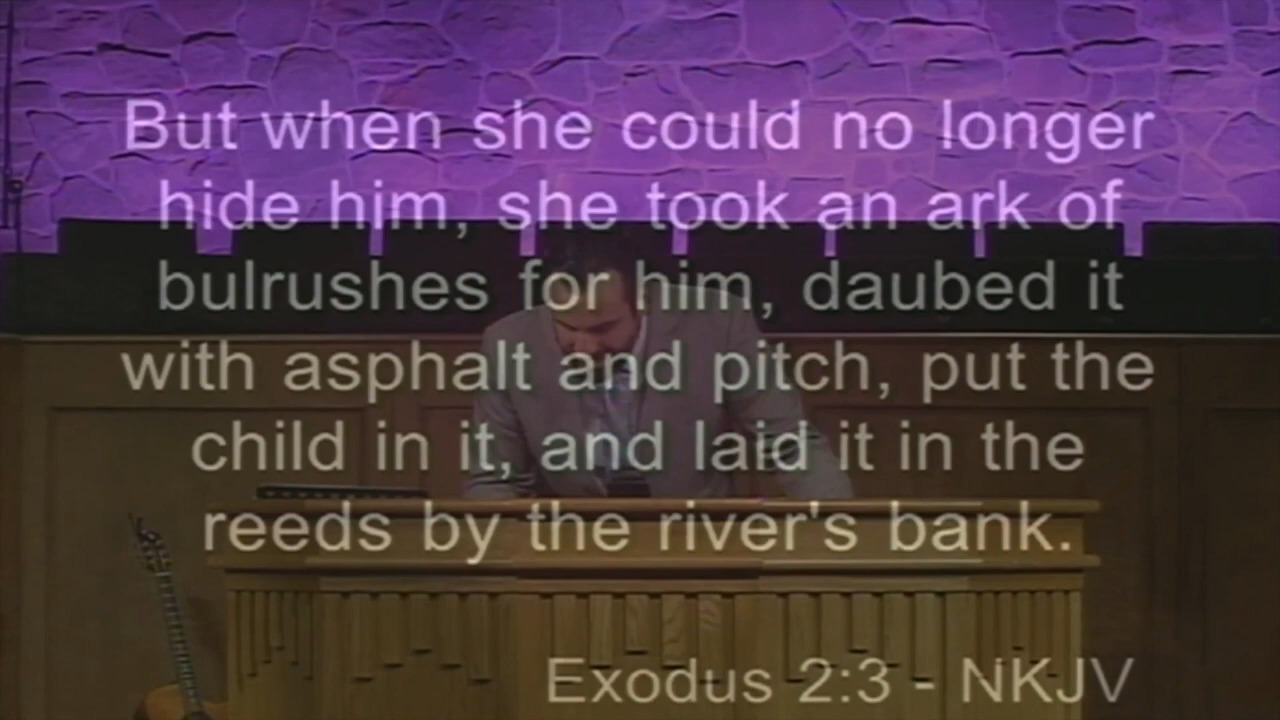 But when she could no longer
hide him, she took an ark of
bulrushes for him, daubed it
with asphalt and pitch, put the
child in it, and laid it in the
reeds by the river's bank.
Exodus 2:3 - NKJV